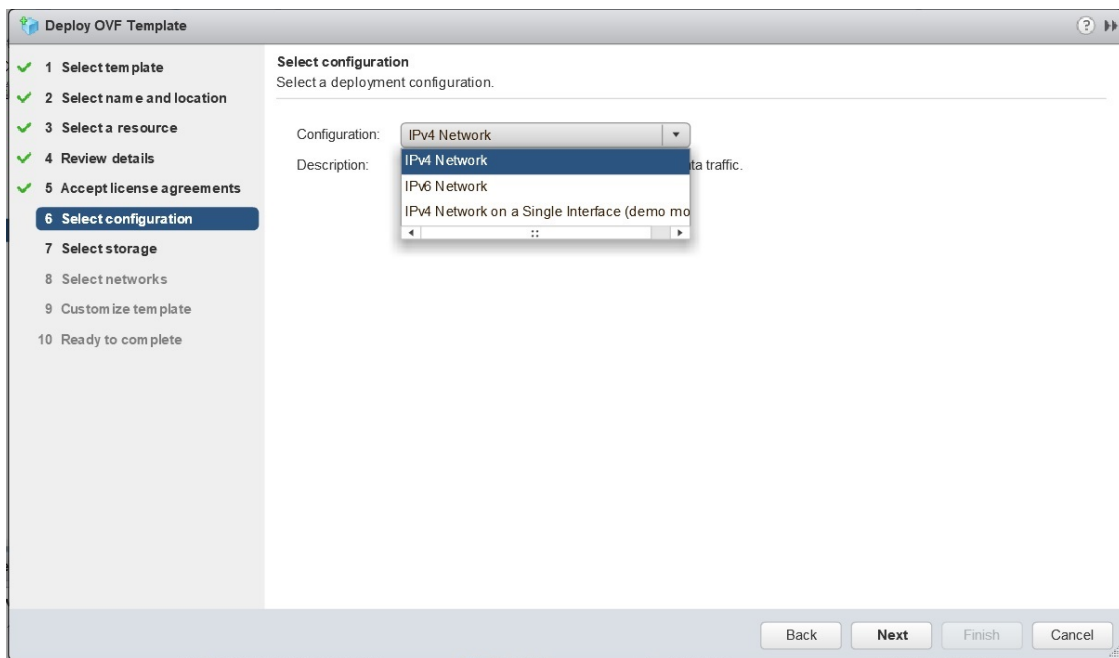 Deploy OVF Template
1 Select template
2 Select name and location
3 Select a resource
4 Review details
5 Accept license agreements
6 Select configuration
7 Select storage
8 Select networks
9 Customize template
10 Ready to complete
Select configuration
Select a deployment configuration.
Configuration: IPv4 Network
Description: ta traffic.
IPv4 Network
IPv6 Network
IPv4 Network on a Single Interface (demo mo
Back Next Finish Cancel